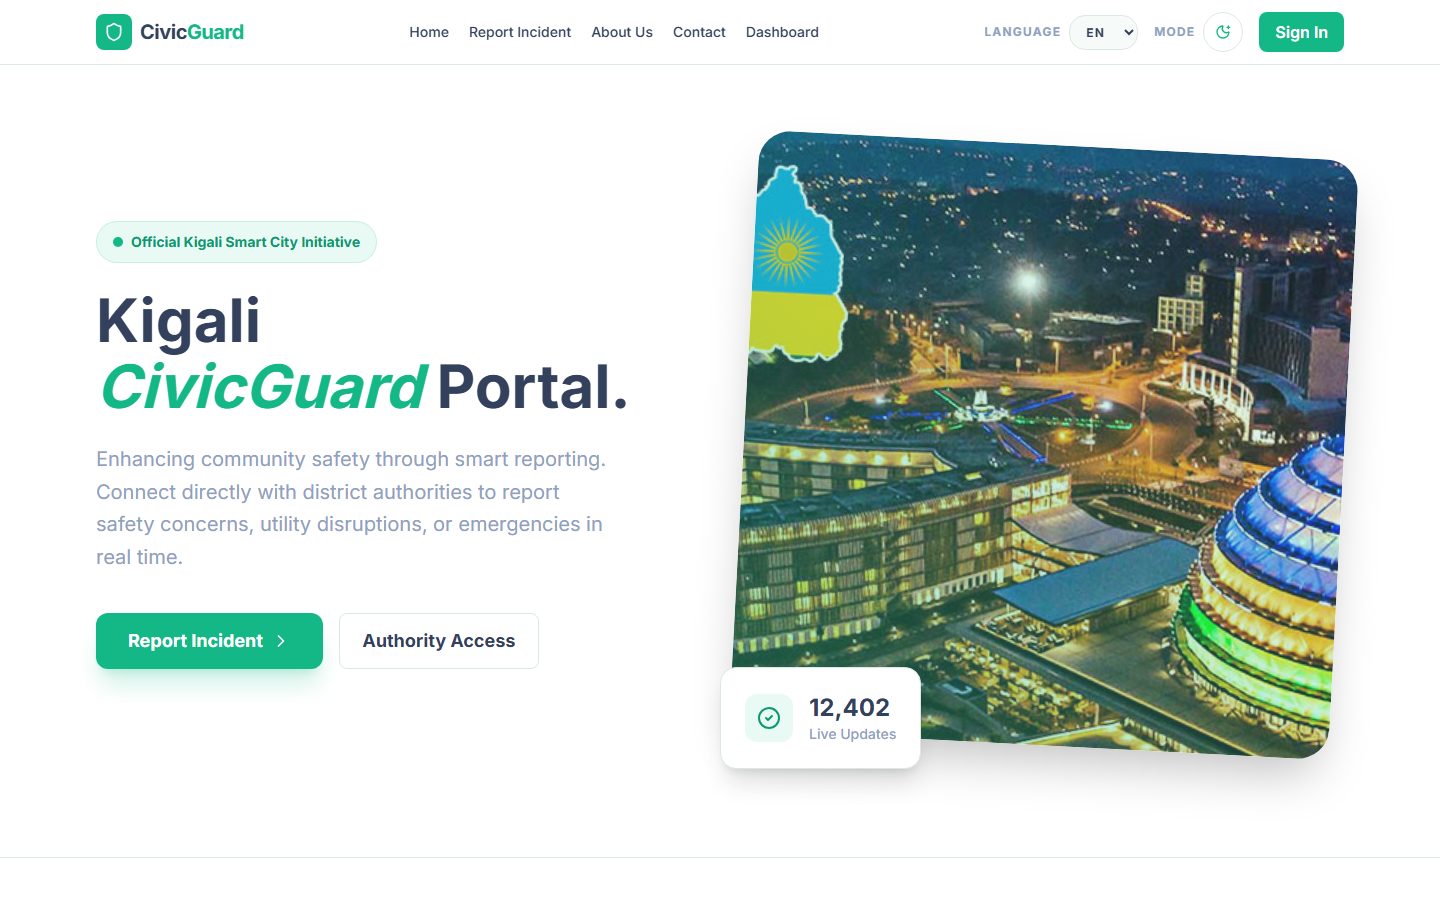 CivicGuard
Home
Report Incident
About Us
Contact
Dashboard
LANGUAGE
EN
MODE
Sign In
Official Kigali Smart City Initiative
Kigali
CivicGuard Portal.
Enhancing community safety through smart reporting.
Connect directly with district authorities to report
safety concerns, utility disruptions, or emergencies in
real time.
Report Incident
Authority Access
12,402
Live Updates